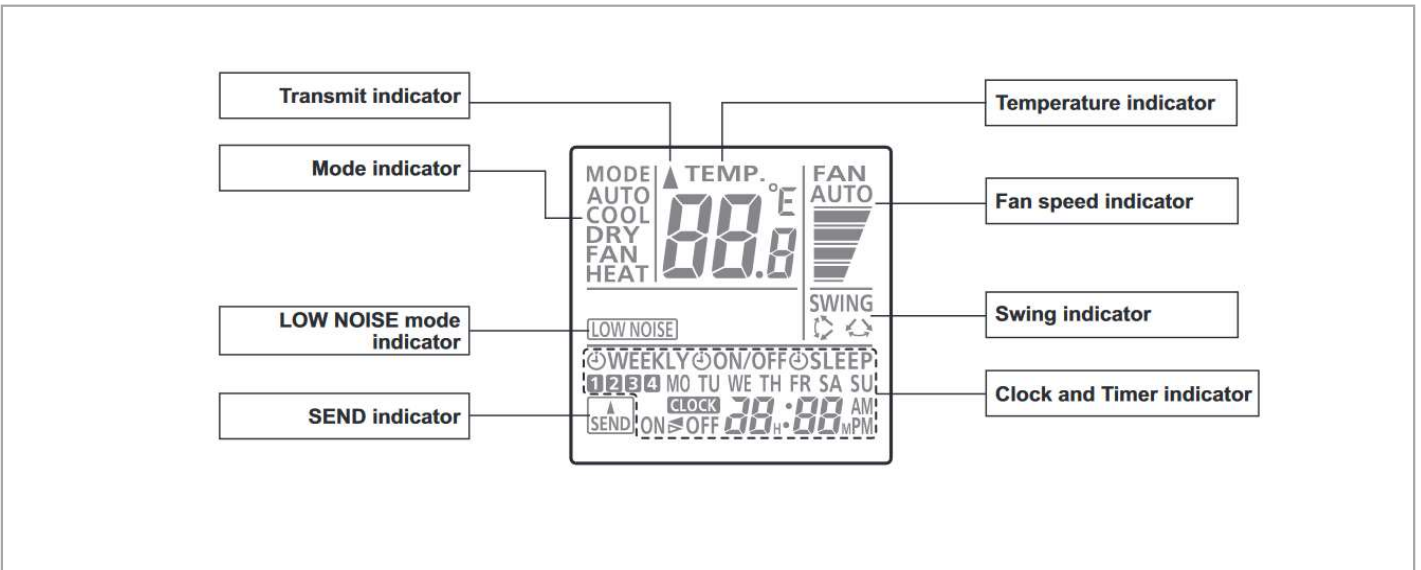 Transmit indicator
Mode indicator
LOW NOISE mode
indicator
SEND indicator
Temperature indicator
Fan speed indicator
Swing indicator
Clock and Timer indicator
MODE
AUTO
COOL
DRY
FAN
HEAT
TEMP.
88.8
°E
FAN
AUTO
SWING
LOW NOISE
WEEKLY ON/OFF SLEEP
1 2 3 4 MO TU WE TH FR SA SU
SEND
CLOCK
ON OFF 28H:88M AM
PM